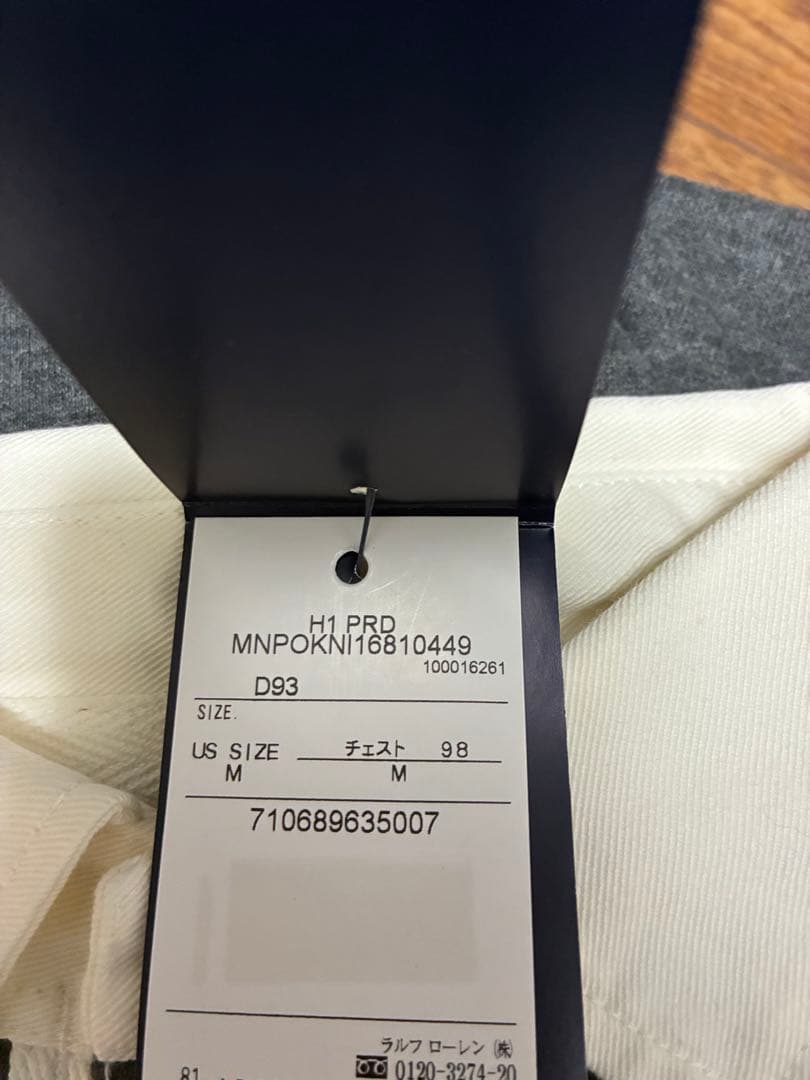 H1 PRD
MNPOKNI16810449
100016261
D93
SIZE.
US SIZE チェスト 98
M M
710689635007
ラルフ ローレン (株)
81 0120-3274-20